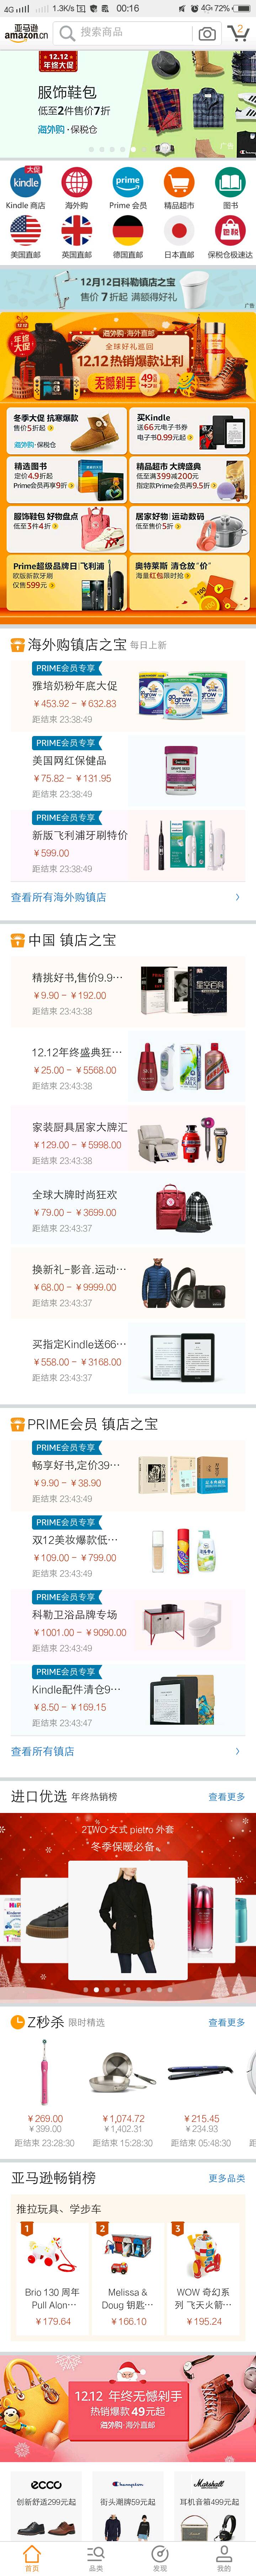 4G 1.3K/s 00:16 4G 72%
亚马逊
amazon.cn
搜索商品
2
12.12
年终大促
服饰鞋包
低至2件售价7折
海外购·保税仓
广告
kindle
大促
prime
Kindle 商店
海外购
Prime 会员
精品超市
图书
包税
美国直邮
英国直邮
德国直邮
日本直邮
保税仓极速达
12月12日科勒镇店之宝
售价 7 折起 满额得好礼
广告
年终大促
海外购·海外直邮
全球好礼巡回
12.12热销爆款让利
无憾剁手 49元起
冬季大促 抗寒爆款
售价5折起
海外购·保税仓
买Kindle
送66元电子书券
电子书0.99元起
精选图书
定价4.9折起
Prime会员再享9折
精品超市 大牌盛典
低至满399减200元
指定款Prime会员再9.5折
服饰鞋包 好物盘点
低至3件4折
居家好物 | 运动数码
低至售价5折
Prime超级品牌日|飞利浦
欧版新款牙刷
仅售599元
奥特莱斯 清仓放“价”
海量红包限时抢
海外购镇店之宝 每日上新
PRIME会员专享
雅培奶粉年底大促
￥453.92 - ￥632.83
距结束 23:38:49
PRIME会员专享
美国网红保健品
￥75.82 - ￥131.95
距结束 23:38:49
PRIME会员专享
新版飞利浦牙刷特价
￥599.00
距结束 23:38:49
查看所有海外购镇店
中国 镇店之宝
精挑好书,售价9.9…
￥9.90 - ￥192.00
距结束 23:43:38
12.12年终盛典狂…
￥25.00 - ￥5568.00
距结束 23:43:38
家装厨具居家大牌汇
￥129.00 - ￥5998.00
距结束 23:43:38
全球大牌时尚狂欢
￥79.00 - ￥3699.00
距结束 23:43:37
换新礼-影音.运动…
￥68.00 - ￥9999.00
距结束 23:43:37
买指定Kindle送66…
￥558.00 - ￥3168.00
距结束 23:43:37
PRIME会员 镇店之宝
PRIME会员专享
畅享好书,定价39…
￥9.90 - ￥38.90
距结束 23:43:49
PRIME会员专享
双12美妆爆款低…
￥109.00 - ￥799.00
距结束 23:43:49
PRIME会员专享
科勒卫浴品牌专场
￥1001.00 - ￥9090.00
距结束 23:43:49
PRIME会员专享
Kindle配件清仓9…
￥8.50 - ￥169.15
距结束 23:43:47
查看所有镇店
进口优选 年终热销榜 查看更多
2TWO 女式 pietro 外套
冬季保暖必备。
Z秒杀 限时精选 查看更多
￥269.00
￥399.00
距结束 23:28:30
￥1,074.72
￥1,402.31
距结束 15:28:30
￥215.45
￥234.93
距结束 05:48:30
亚马逊畅销榜 更多品类
推拉玩具、学步车
1
2
3
Brio 130 周年
Pull Alon…
￥179.64
Melissa &
Doug 钥匙…
￥166.10
WOW 奇幻系
列 飞天火箭…
￥195.24
12.12 年终无憾剁手
热销爆款 49元起
海外购·海外直邮
ecco
创新舒适299元起
Champion
街头潮牌59元起
Marshall
耳机音箱499元起
首页
品类
发现
我的